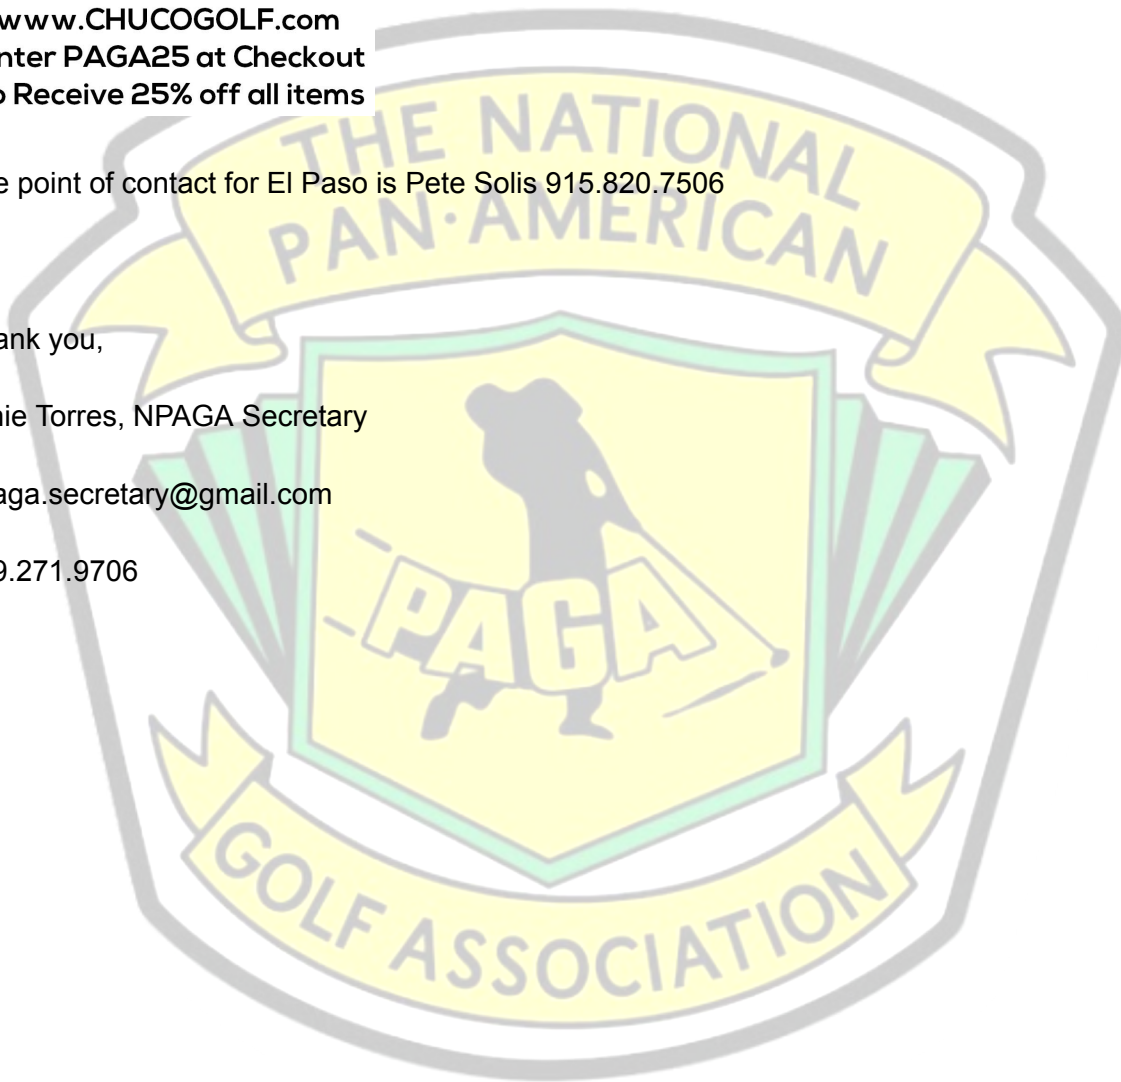 www.CHUCOGOLF.com
nter PAGA25 at Checkout
o Receive 25% off all items
e point of contact for El Paso is Pete Solis 915.820.7506
ank you,
nie Torres, NPAGA Secretary
aga.secretary@gmail.com
9.271.9706
THE NATIONAL
PAN·AMERICAN
PAGA
GOLF ASSOCIATION